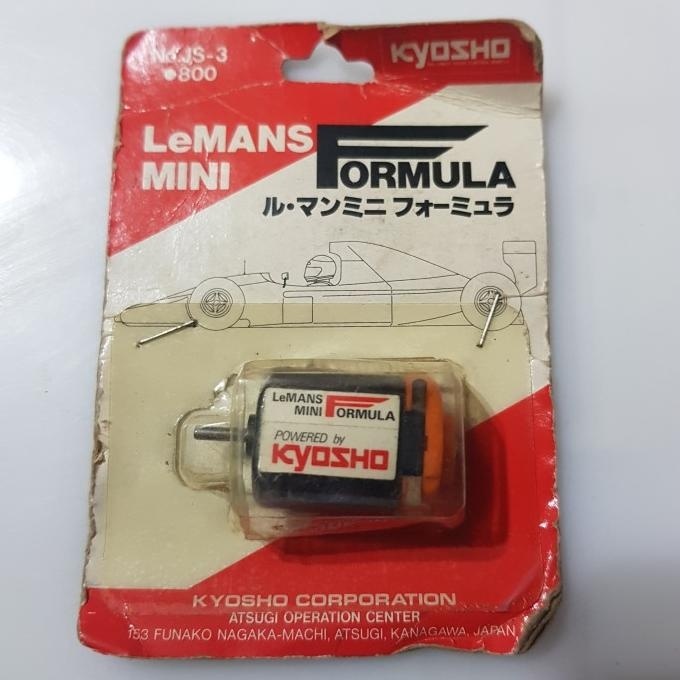 No.JS-3
●800
KYOSHO
LeMANS
MINI FORMULA
ル・マンミニ フォーミュラ
LeMANS
MINI FORMULA
POWERED by
KYOSHO
KYOSHO CORPORATION
ATSUGI OPERATION CENTER
153 FUNAKO NAGAKA-MACHI, ATSUGI, KANAGAWA, JAPAN